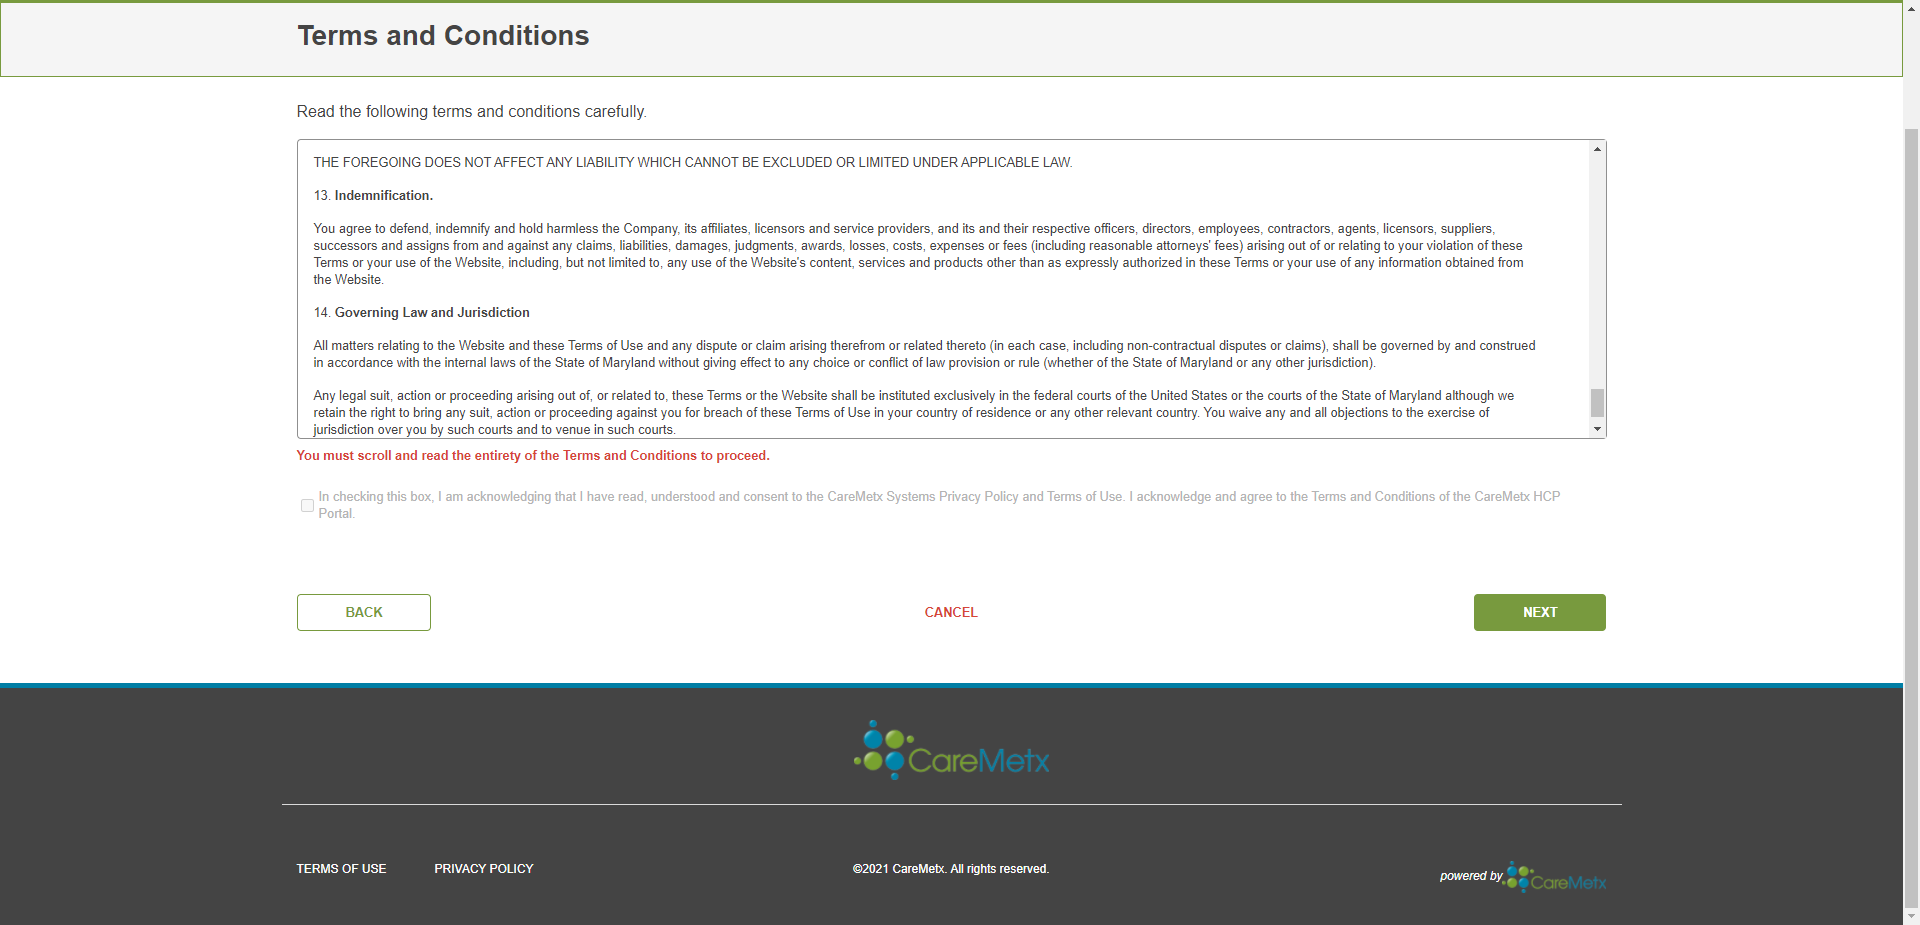 Terms and Conditions
Read the following terms and conditions carefully.
THE FOREGOING DOES NOT AFFECT ANY LIABILITY WHICH CANNOT BE EXCLUDED OR LIMITED UNDER APPLICABLE LAW.
13. Indemnification.
You agree to defend, indemnify and hold harmless the Company, its affiliates, licensors and service providers, and its and their respective officers, directors, employees, contractors, agents, licensors, suppliers,
successors and assigns from and against any claims, liabilities, damages, judgments, awards, losses, costs, expenses or fees (including reasonable attorneys' fees) arising out of or relating to your violation of these
Terms or your use of the Website, including, but not limited to, any use of the Website's content, services and products other than as expressly authorized in these Terms or your use of any information obtained from
the Website.
14. Governing Law and Jurisdiction
All matters relating to the Website and these Terms of Use and any dispute or claim arising therefrom or related thereto (in each case, including non-contractual disputes or claims), shall be governed by and construed
in accordance with the internal laws of the State of Maryland without giving effect to any choice or conflict of law provision or rule (whether of the State of Maryland or any other jurisdiction).
Any legal suit, action or proceeding arising out of, or related to, these Terms or the Website shall be instituted exclusively in the federal courts of the United States or the courts of the State of Maryland although we
retain the right to bring any suit, action or proceeding against you for breach of these Terms of Use in your country of residence or any other relevant country. You waive any and all objections to the exercise of
jurisdiction over you by such courts and to venue in such courts.
You must scroll and read the entirety of the Terms and Conditions to proceed.
In checking this box, I am acknowledging that I have read, understood and consent to the CareMetx Systems Privacy Policy and Terms of Use. I acknowledge and agree to the Terms and Conditions of the CareMetx HCP
Portal.
BACK
CANCEL
NEXT
CareMetx
TERMS OF USE
PRIVACY POLICY
©2021 CareMetx. All rights reserved.
powered by CareMetx